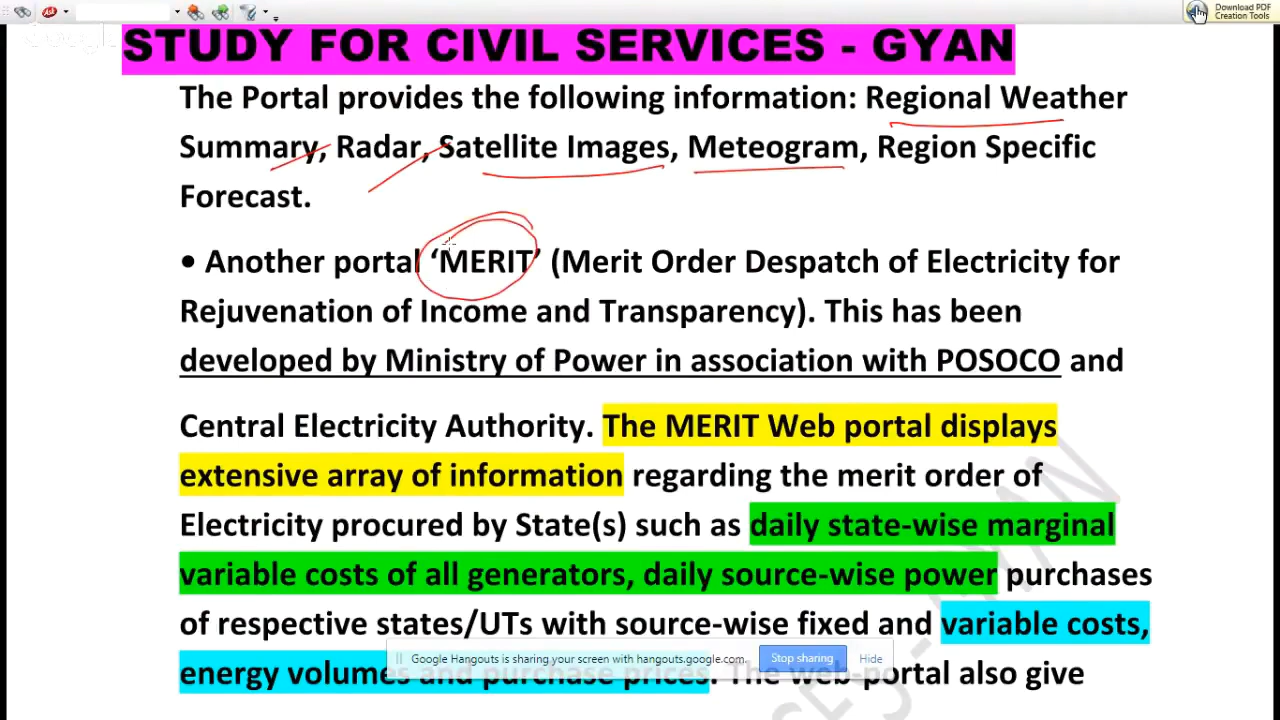 Download PDF
Creation Tools
STUDY FOR CIVIL SERVICES - GYAN
The Portal provides the following information: Regional Weather
Summary, Radar, Satellite Images, Meteogram, Region Specific
Forecast.
• Another portal ‘MERIT’ (Merit Order Despatch of Electricity for
Rejuvenation of Income and Transparency). This has been
developed by Ministry of Power in association with POSOCO and
Central Electricity Authority. The MERIT Web portal displays
extensive array of information regarding the merit order of
Electricity procured by State(s) such as daily state-wise marginal
variable costs of all generators, daily source-wise power purchases
of respective states/UTs with source-wise fixed and variable costs,
energy volumes and purchase prices. The web-portal also give
Google Hangouts is sharing your screen with hangouts.google.com.
Stop sharing
Hide